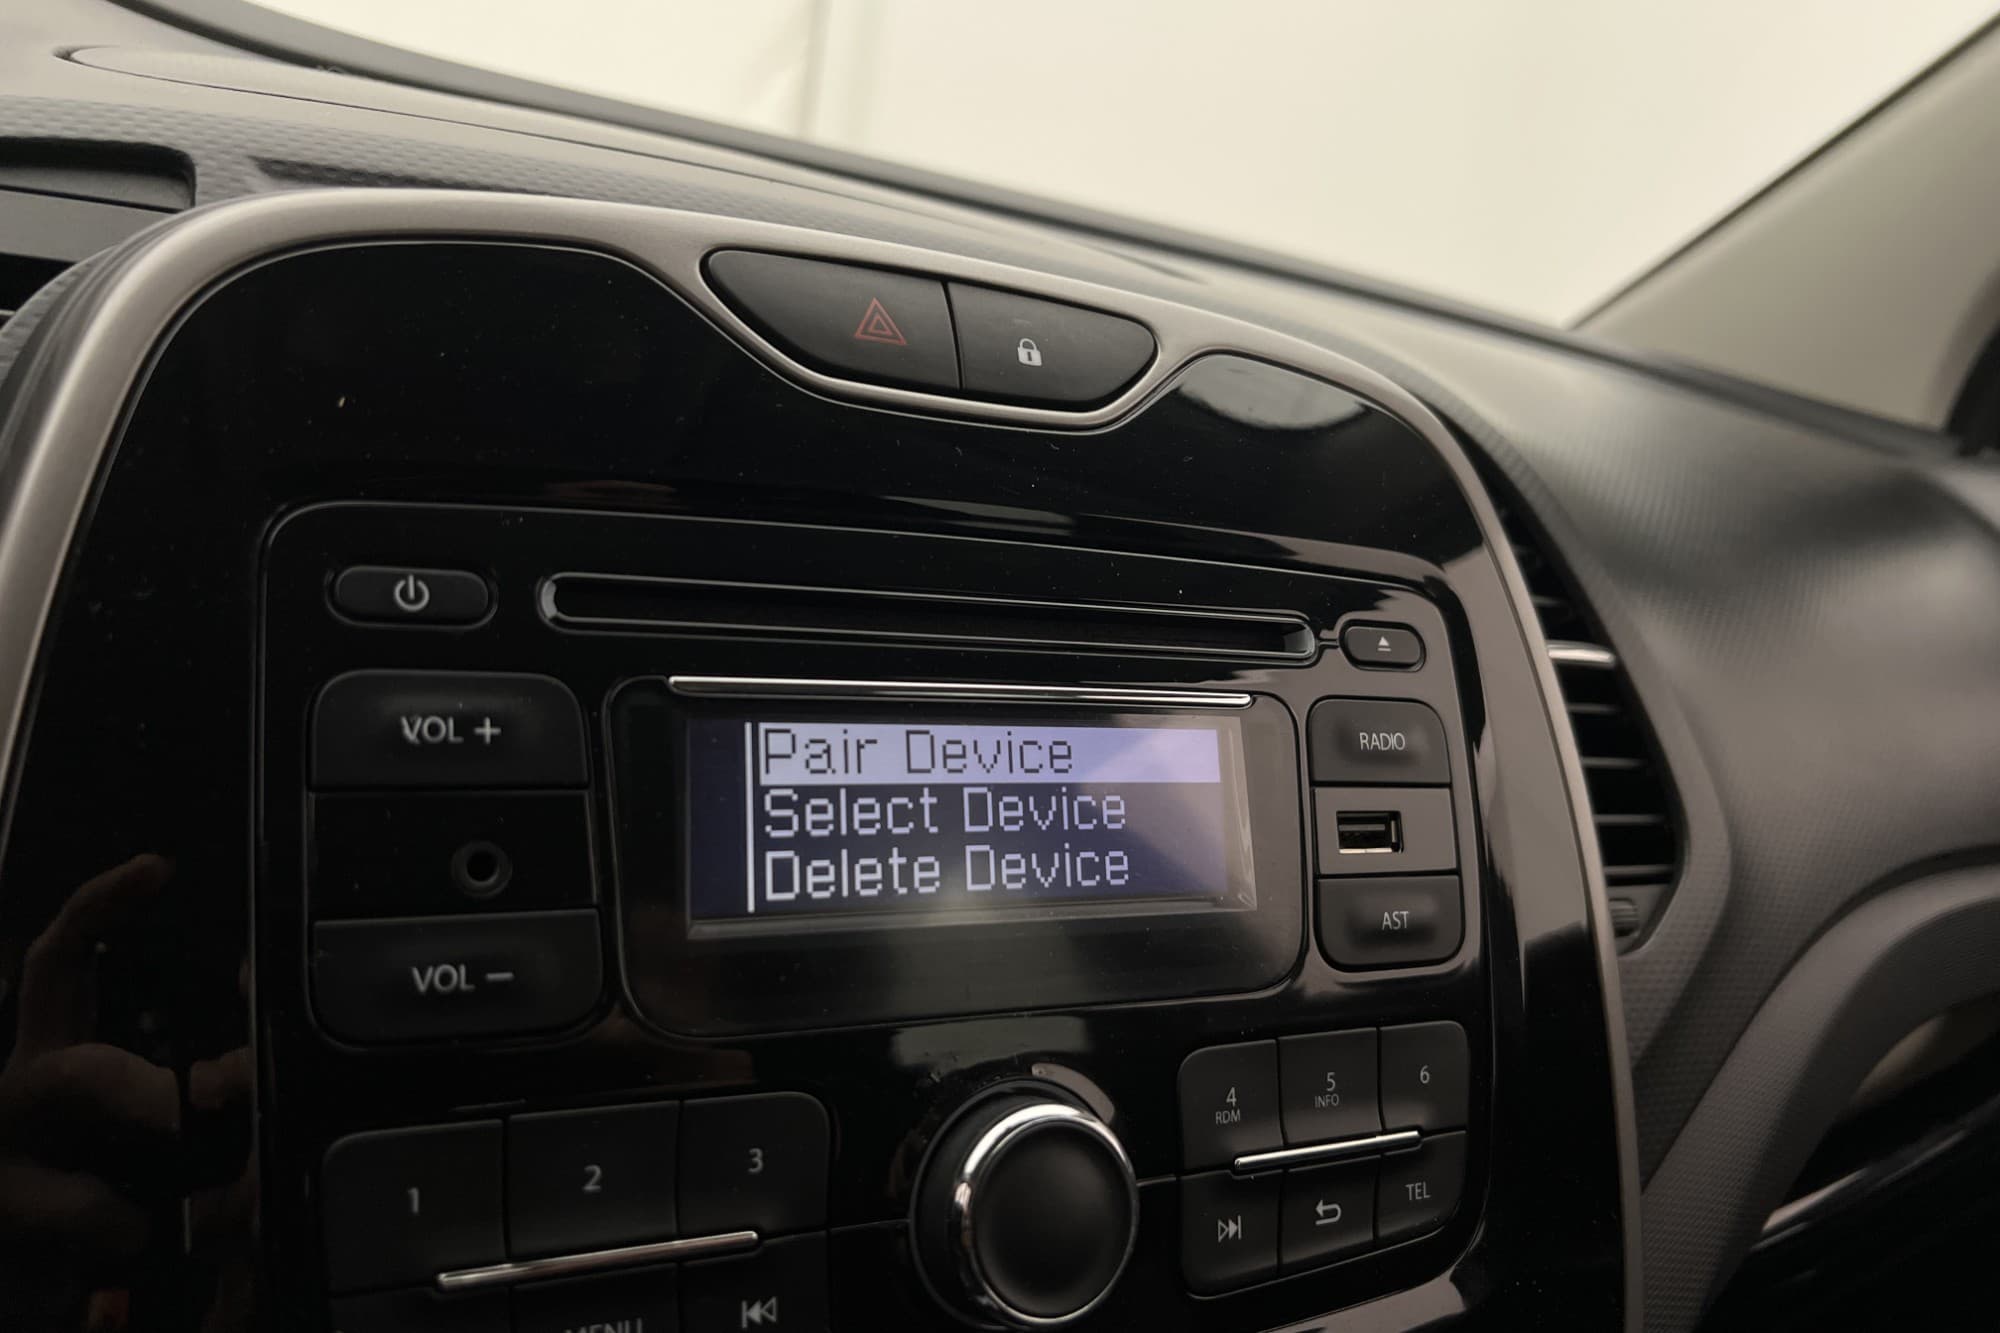 VOL +
Pair Device
Select Device
Delete Device
RADIO
AST
VOL -
1
2
3
4
RDM
5
INFO
6
TEL
MENU